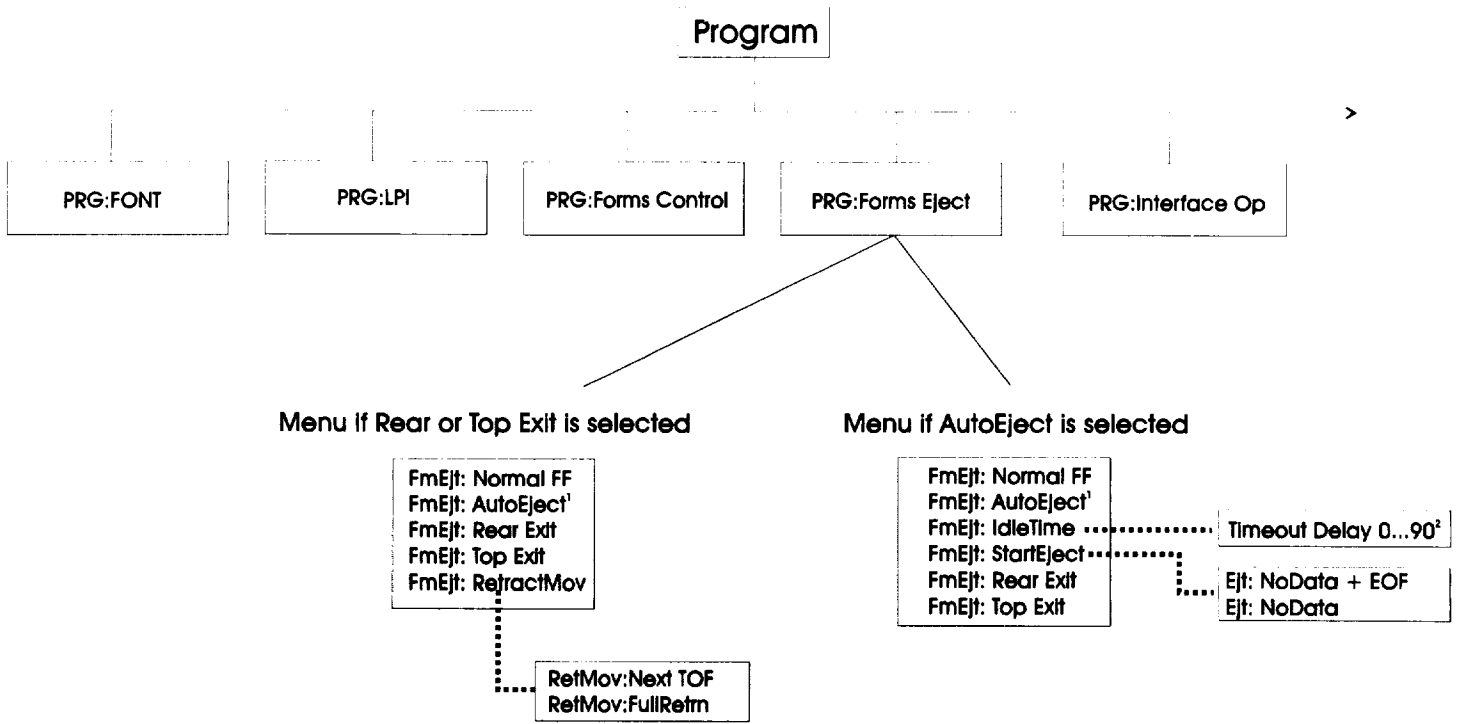 Program
>
PRG:FONT
PRG:LPI
PRG:Forms Control
PRG:Forms Eject
PRG:Interface Op
Menu if Rear or Top Exit is selected
FmEjt: Normal FF
FmEjt: AutoEject¹
FmEjt: Rear Exit
FmEjt: Top Exit
FmEjt: RetractMov
RetMov:Next TOF
RetMov:FullRetrn
Menu if AutoEject is selected
FmEjt: Normal FF
FmEjt: AutoEject¹
FmEjt: IdleTime
FmEjt: StartEject
FmEjt: Rear Exit
FmEjt: Top Exit
Timeout Delay 0...90²
Ejt: NoData + EOF
Ejt: NoData